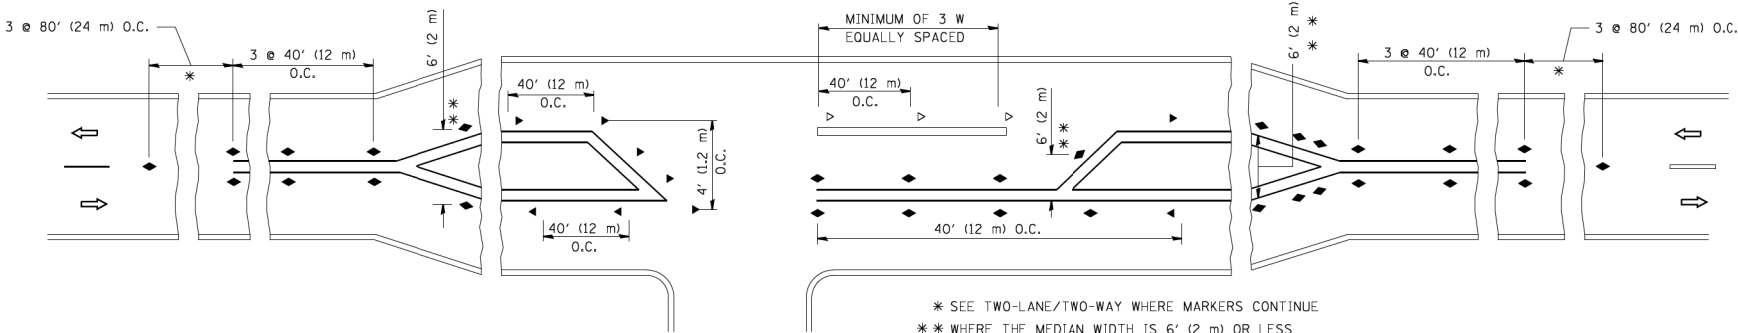 3 @ 80' (24 m) O.C.
3 @ 40' (12 m)
O.C.
*
6' (2 m)
**
40' (12 m)
O.C.
4' (1.2 m)
O.C.
40' (12 m)
O.C.
MINIMUM OF 3 W
EQUALLY SPACED
40' (12 m)
O.C.
6' (2 m)
**
40' (12 m) O.C.
6' (2 m)
**
3 @ 40' (12 m)
O.C.
3 @ 80' (24 m) O.C.
*
* SEE TWO-LANE/TWO-WAY WHERE MARKERS CONTINUE
** WHERE THE MEDIAN WIDTH IS 6' (2 m) OR LESS